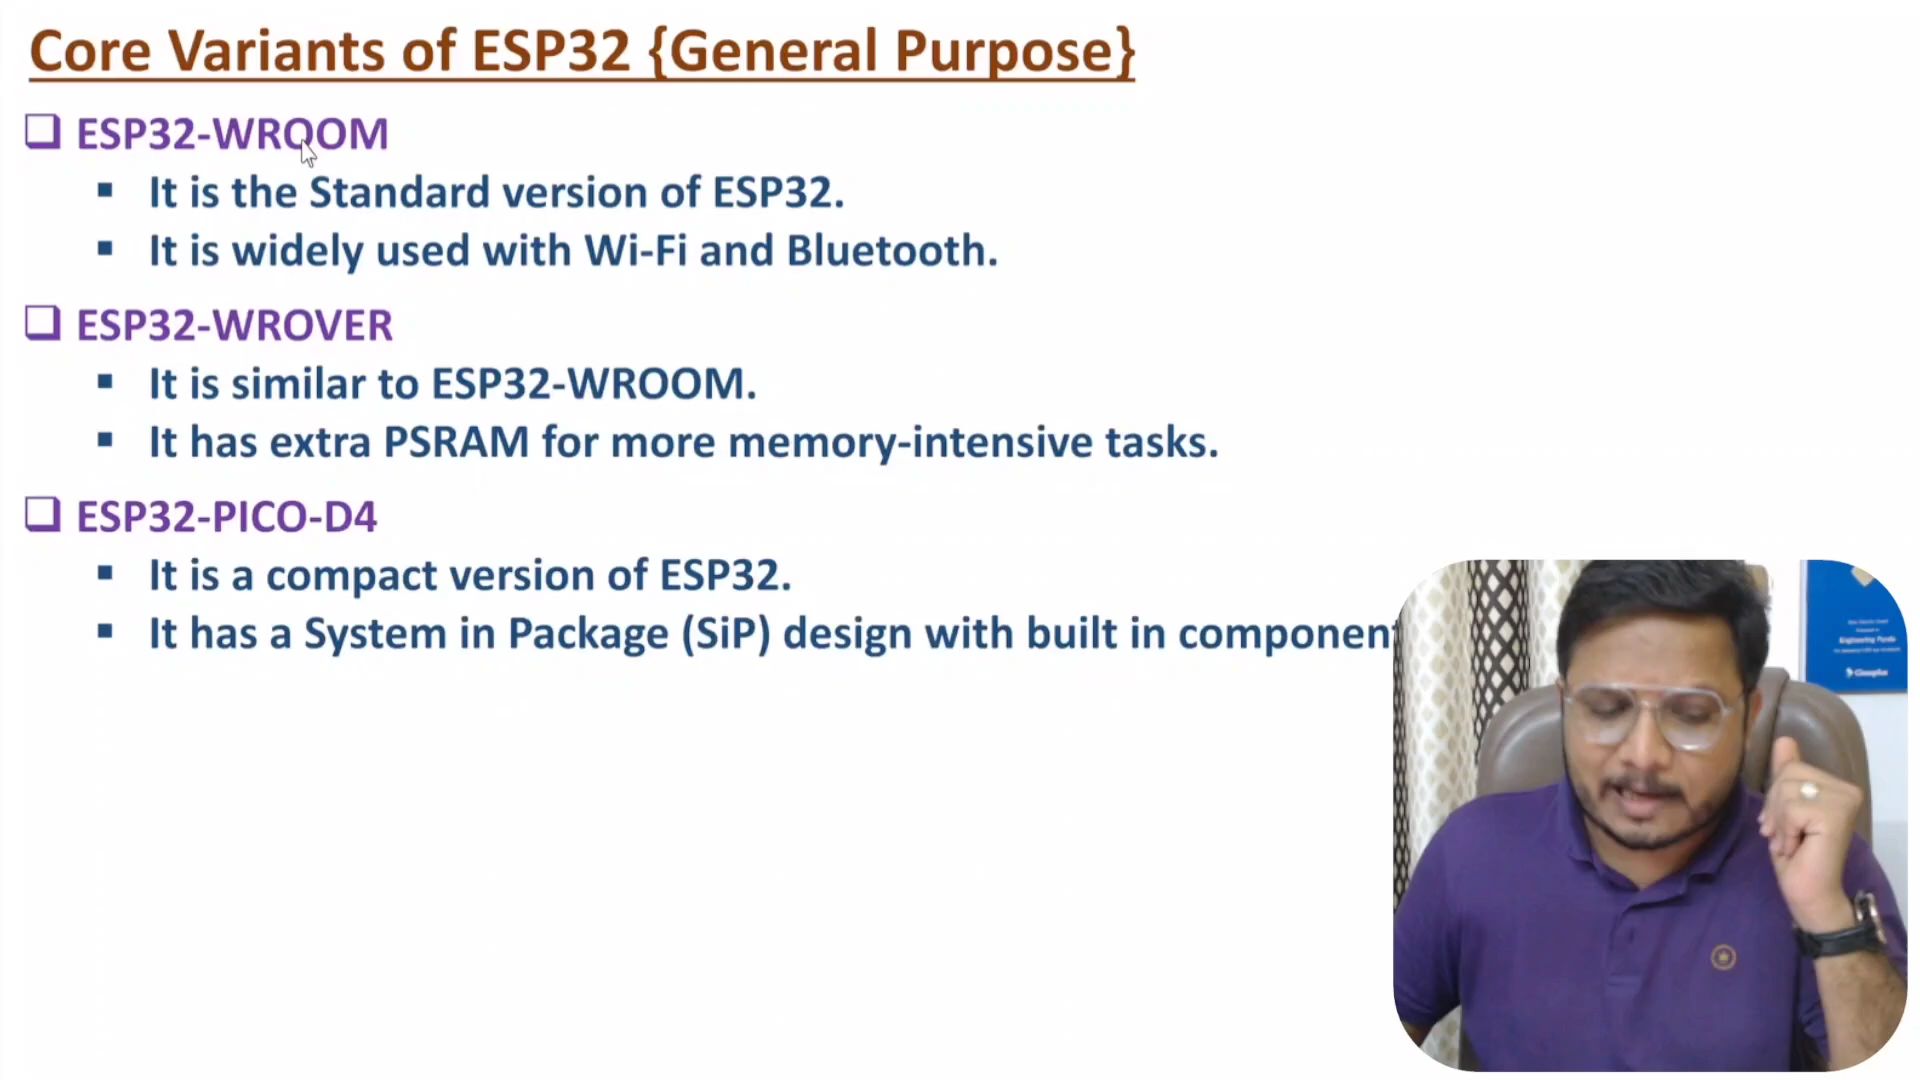 Core Variants of ESP32 {General Purpose}
ESP32-WROOM
It is the Standard version of ESP32.
It is widely used with Wi-Fi and Bluetooth.
ESP32-WROVER
It is similar to ESP32-WROOM.
It has extra PSRAM for more memory-intensive tasks.
ESP32-PICO-D4
It is a compact version of ESP32.
It has a System in Package (SiP) design with built in component
Engineering Funda
Classplus